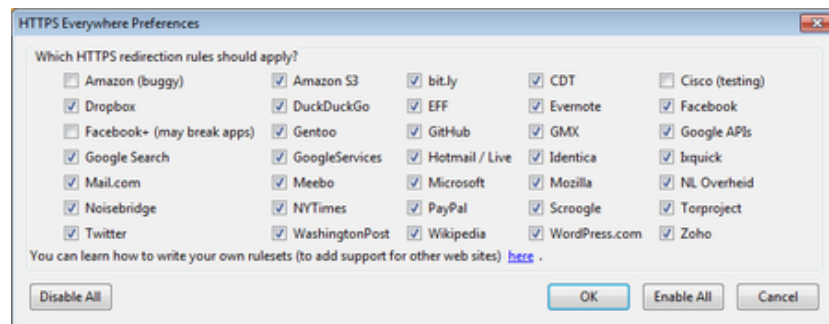 HTTPS Everywhere Preferences
Which HTTPS redirection rules should apply?
Amazon (buggy) Amazon S3 bit.ly CDT Cisco (testing)
Dropbox DuckDuckGo EFF Evernote Facebook
Facebook+ (may break apps) Gentoo GitHub GMX Google APIs
Google Search GoogleServices Hotmail / Live Identica Ixquick
Mail.com Meebo Microsoft Mozilla NL Overheid
Noisebridge NYTimes PayPal Scroogle Torproject
Twitter WashingtonPost Wikipedia WordPress.com Zoho
You can learn how to write your own rulesets (to add support for other web sites) here .
Disable All OK Enable All Cancel